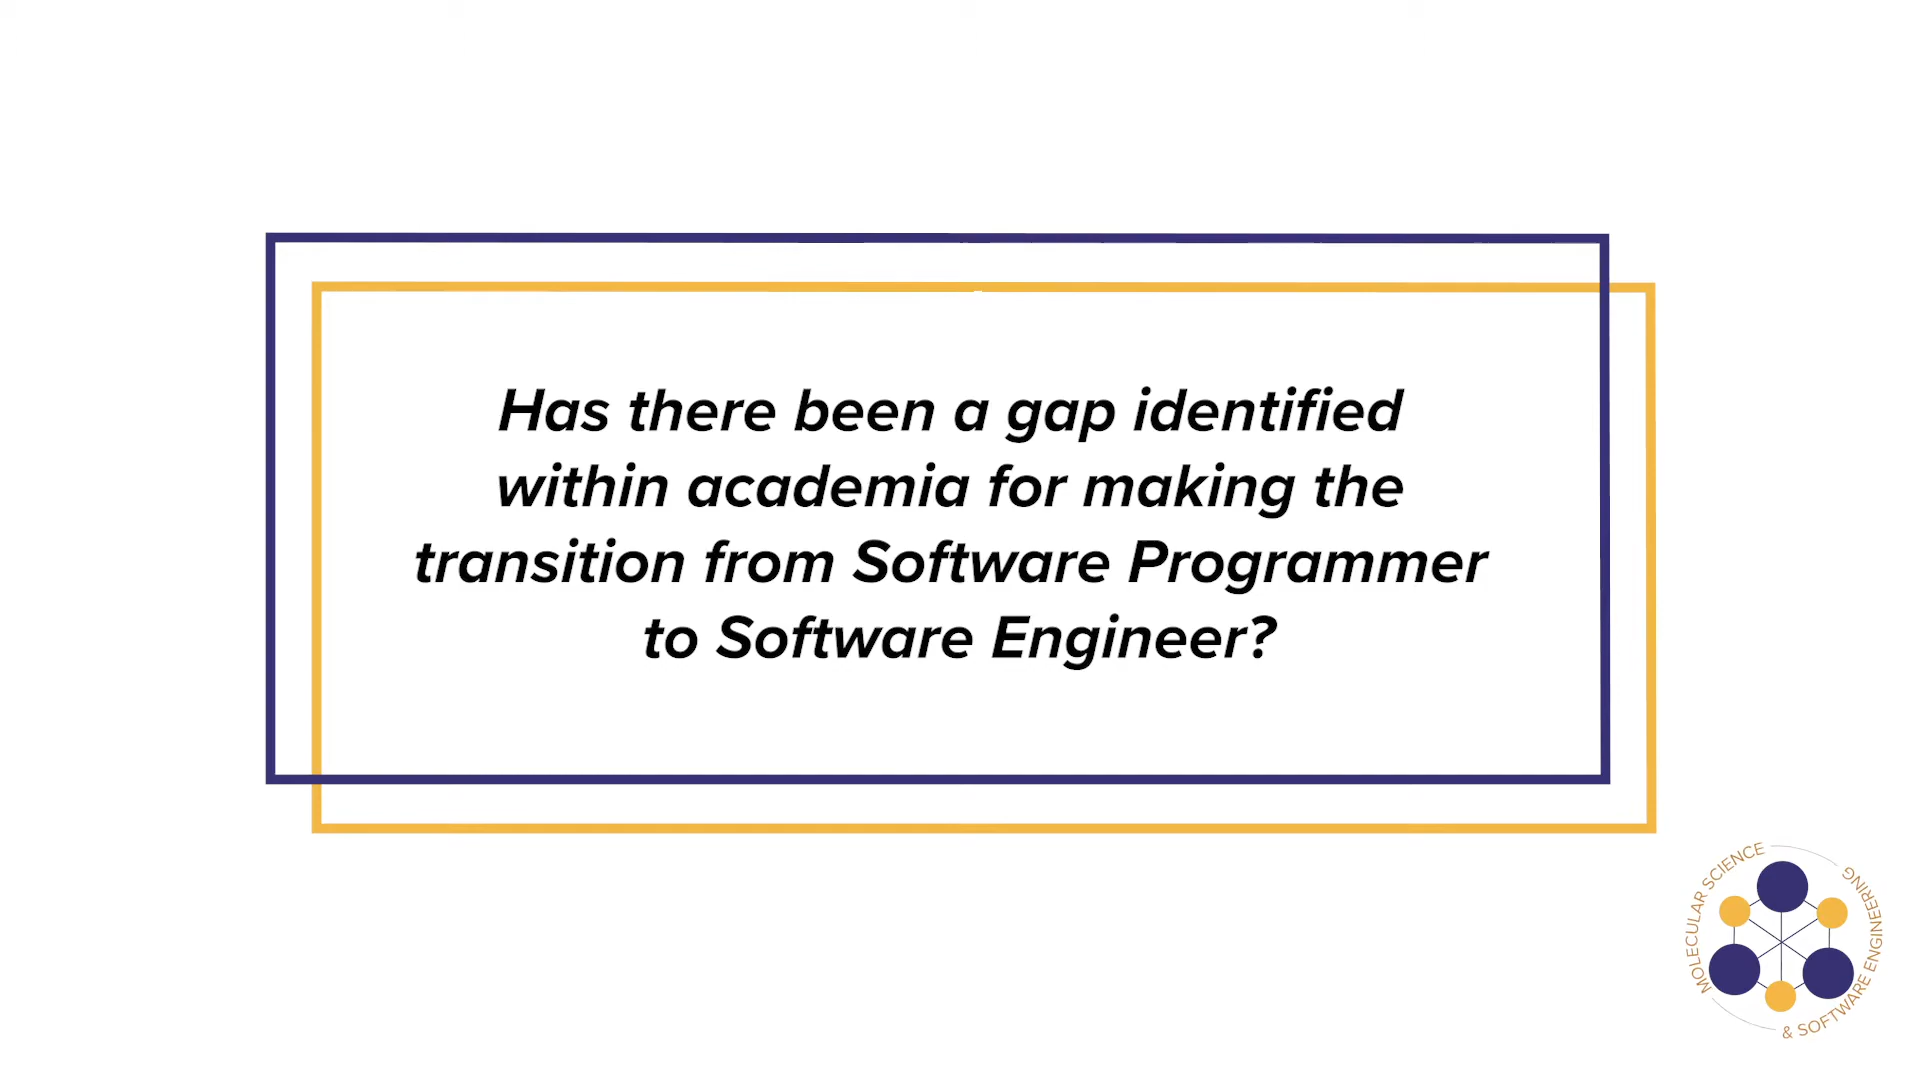 Has there been a gap identified
within academia for making the
transition from Software Programmer
to Software Engineer?
MOLECULAR SCIENCE
& SOFTWARE ENGINEERING